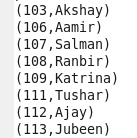 (103,Akshay)
(106,Aamir)
(107,Salman)
(108,Ranbir)
(109,Katrina)
(111,Tushar)
(112,Ajay)
(113,Jubeen)